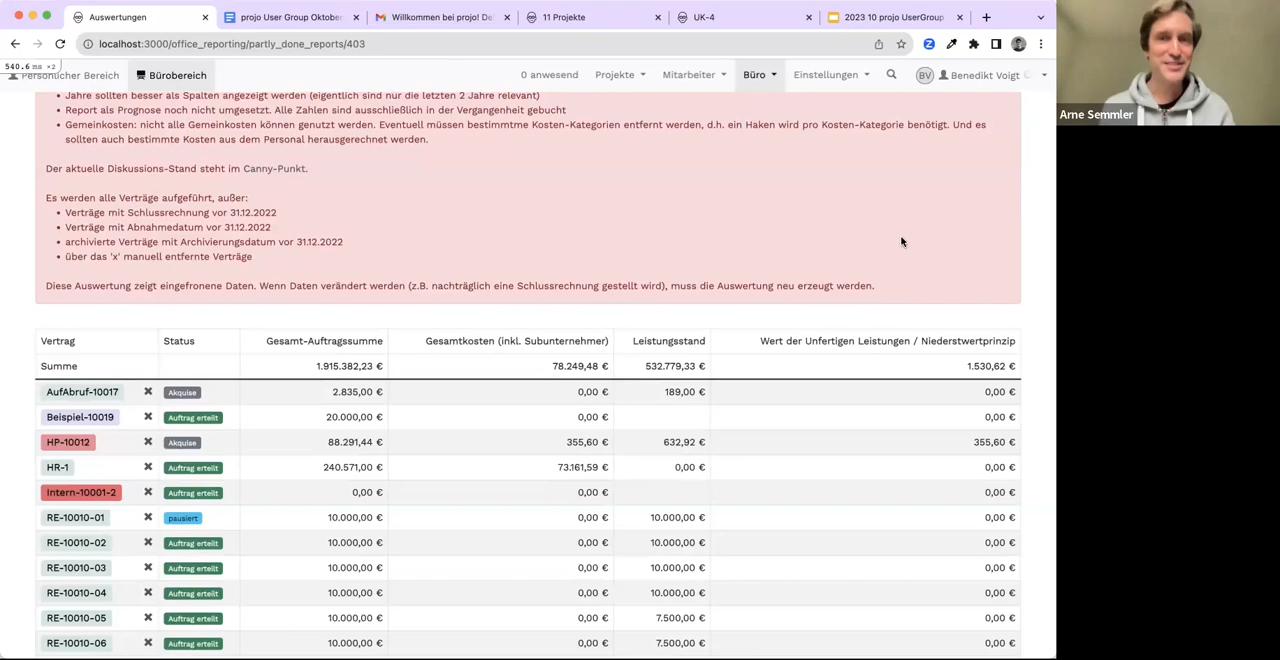 Auswertungen
projo User Group Oktober
Willkommen bei projo! De
11 Projekte
UK-4
2023 10 projo UserGroup
localhost:3000/office_reporting/partly_done_reports/403
540.6 ms ×2
Persönlicher Bereich
Bürobereich
0 anwesend
Projekte
Mitarbeiter
Büro
Einstellungen
BV
Benedikt Voigt
Arne Semmler
Jahre sollten besser als Spalten angezeigt werden (eigentlich sind nur die letzten 2 Jahre relevant)
• Report als Prognose noch nicht umgesetzt. Alle Zahlen sind ausschließlich in der Vergangenheit gebucht
• Gemeinkosten: nicht alle Gemeinkosten können genutzt werden. Eventuell müssen bestimmtme Kosten-Kategorien entfernt werden, d.h. ein Haken wird pro Kosten-Kategorie benötigt. Und es
sollten auch bestimmte Kosten aus dem Personal herausgerechnet werden.
Der aktuelle Diskussions-Stand steht im Canny-Punkt.
Es werden alle Verträge aufgeführt, außer:
• Verträge mit Schlussrechnung vor 31.12.2022
• Verträge mit Abnahmedatum vor 31.12.2022
• archivierte Verträge mit Archivierungsdatum vor 31.12.2022
• über das 'x' manuell entfernte Verträge
Diese Auswertung zeigt eingefrorene Daten. Wenn Daten verändert werden (z.B. nachträglich eine Schlussrechnung gestellt wird), muss die Auswertung neu erzeugt werden.
Vertrag Status Gesamt-Auftragssumme Gesamtkosten (inkl. Subunternehmer) Leistungsstand Wert der Unfertigen Leistungen / Niederstwertprinzip
Summe 1.915.382,23 € 78.249,48 € 532.779,33 € 1.530,62 €
AufAbruf-10017 ✖ Akquise 2.835,00 € 0,00 € 189,00 € 0,00 €
Beispiel-10019 ✖ Auftrag erteilt 20.000,00 € 0,00 € 0,00 €
HP-10012 ✖ Akquise 88.291,44 € 355,60 € 632,92 € 355,60 €
HR-1 ✖ Auftrag erteilt 240.571,00 € 73.161,59 € 0,00 € 0,00 €
Intern-10001-2 ✖ Auftrag erteilt 0,00 € 0,00 € 0,00 €
RE-10010-01 ✖ pausiert 10.000,00 € 0,00 € 10.000,00 € 0,00 €
RE-10010-02 ✖ Auftrag erteilt 10.000,00 € 0,00 € 10.000,00 € 0,00 €
RE-10010-03 ✖ Auftrag erteilt 10.000,00 € 0,00 € 10.000,00 € 0,00 €
RE-10010-04 ✖ Auftrag erteilt 10.000,00 € 0,00 € 10.000,00 € 0,00 €
RE-10010-05 ✖ Auftrag erteilt 10.000,00 € 0,00 € 7.500,00 € 0,00 €
RE-10010-06 ✖ Auftrag erteilt 10.000,00 € 0,00 € 7.500,00 € 0,00 €